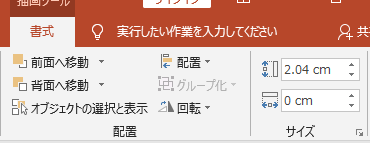 描画ツール
書式
実行したい作業を入力してください
前面へ移動
配置
2.04 cm
背面へ移動
グループ化
0 cm
オブジェクトの選択と表示
回転
配置
サイズ